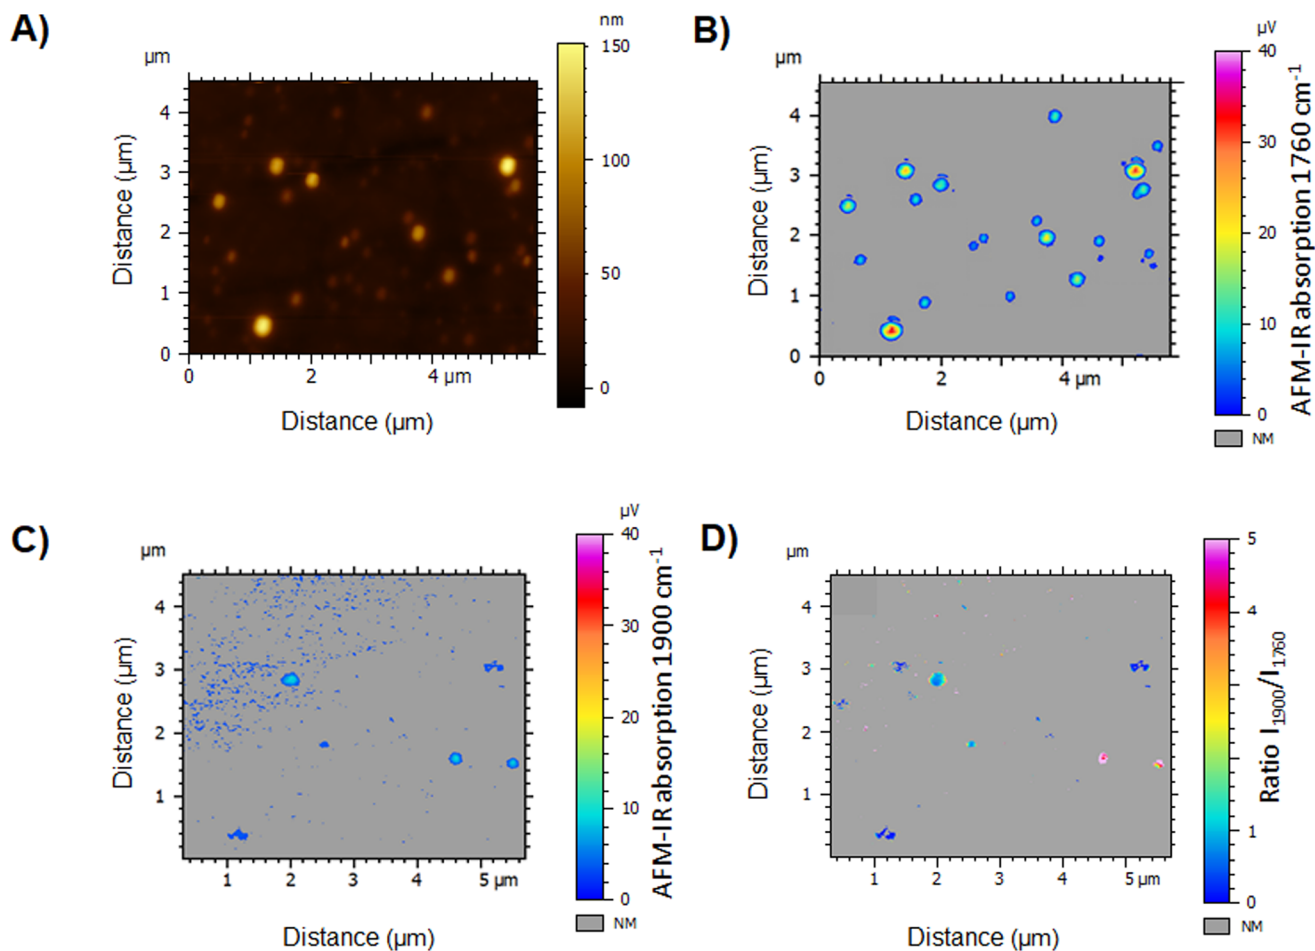 A)
nm
150
100
50
0
µm
4
3
2
1
0
Distance (µm)
0 2 4 µm
Distance (µm)
B)
µV
40
30
20
10
0
NM
AFM-IR absorption 1760 cm⁻¹
µm
4
3
2
1
0
Distance (µm)
0 2 4 µm
Distance (µm)
C)
µV
40
30
20
10
0
NM
AFM-IR absorption 1900 cm⁻¹
µm
4
3
2
1
Distance (µm)
1 2 3 4 5 µm
Distance (µm)
D)
5
4
3
2
1
0
NM
Ratio I₁₉₀₀/I₁₇₆₀
µm
4
3
2
1
Distance (µm)
1 2 3 4 5 µm
Distance (µm)